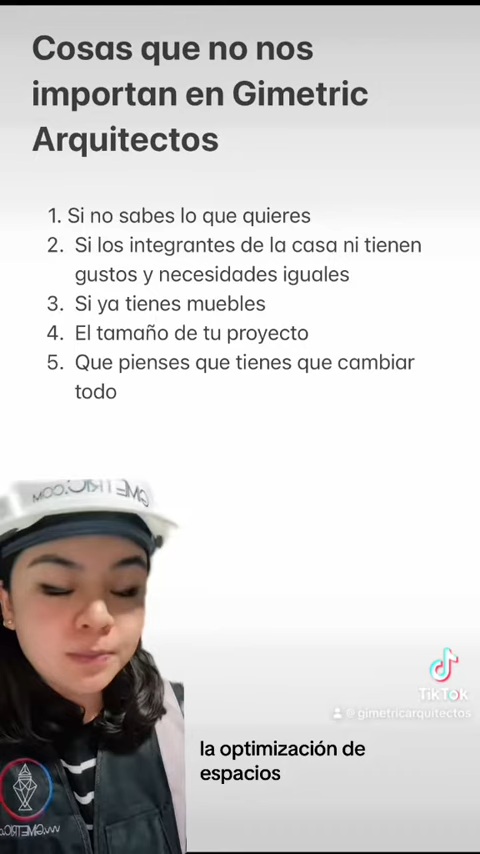 Cosas que no nos
importan en Gimetric
Arquitectos
1. Si no sabes lo que quieres
2. Si los integrantes de la casa ni tienen
gustos y necesidades iguales
3. Si ya tienes muebles
4. El tamaño de tu proyecto
5. Que pienses que tienes que cambiar
todo
GIMETRIC.COM
TikTok
@gimetricarquitectos
la optimización de
espacios